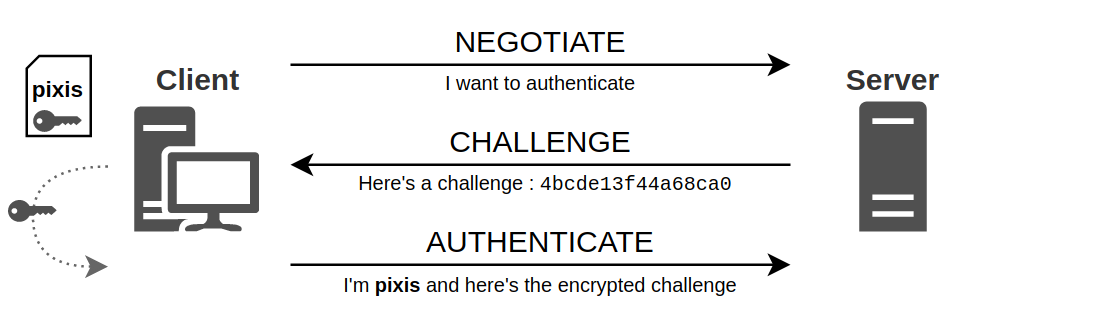 NEGOTIATE
I want to authenticate
pixis
Client
Server
CHALLENGE
Here's a challenge : 4bcde13f44a68ca0
AUTHENTICATE
I'm pixis and here's the encrypted challenge